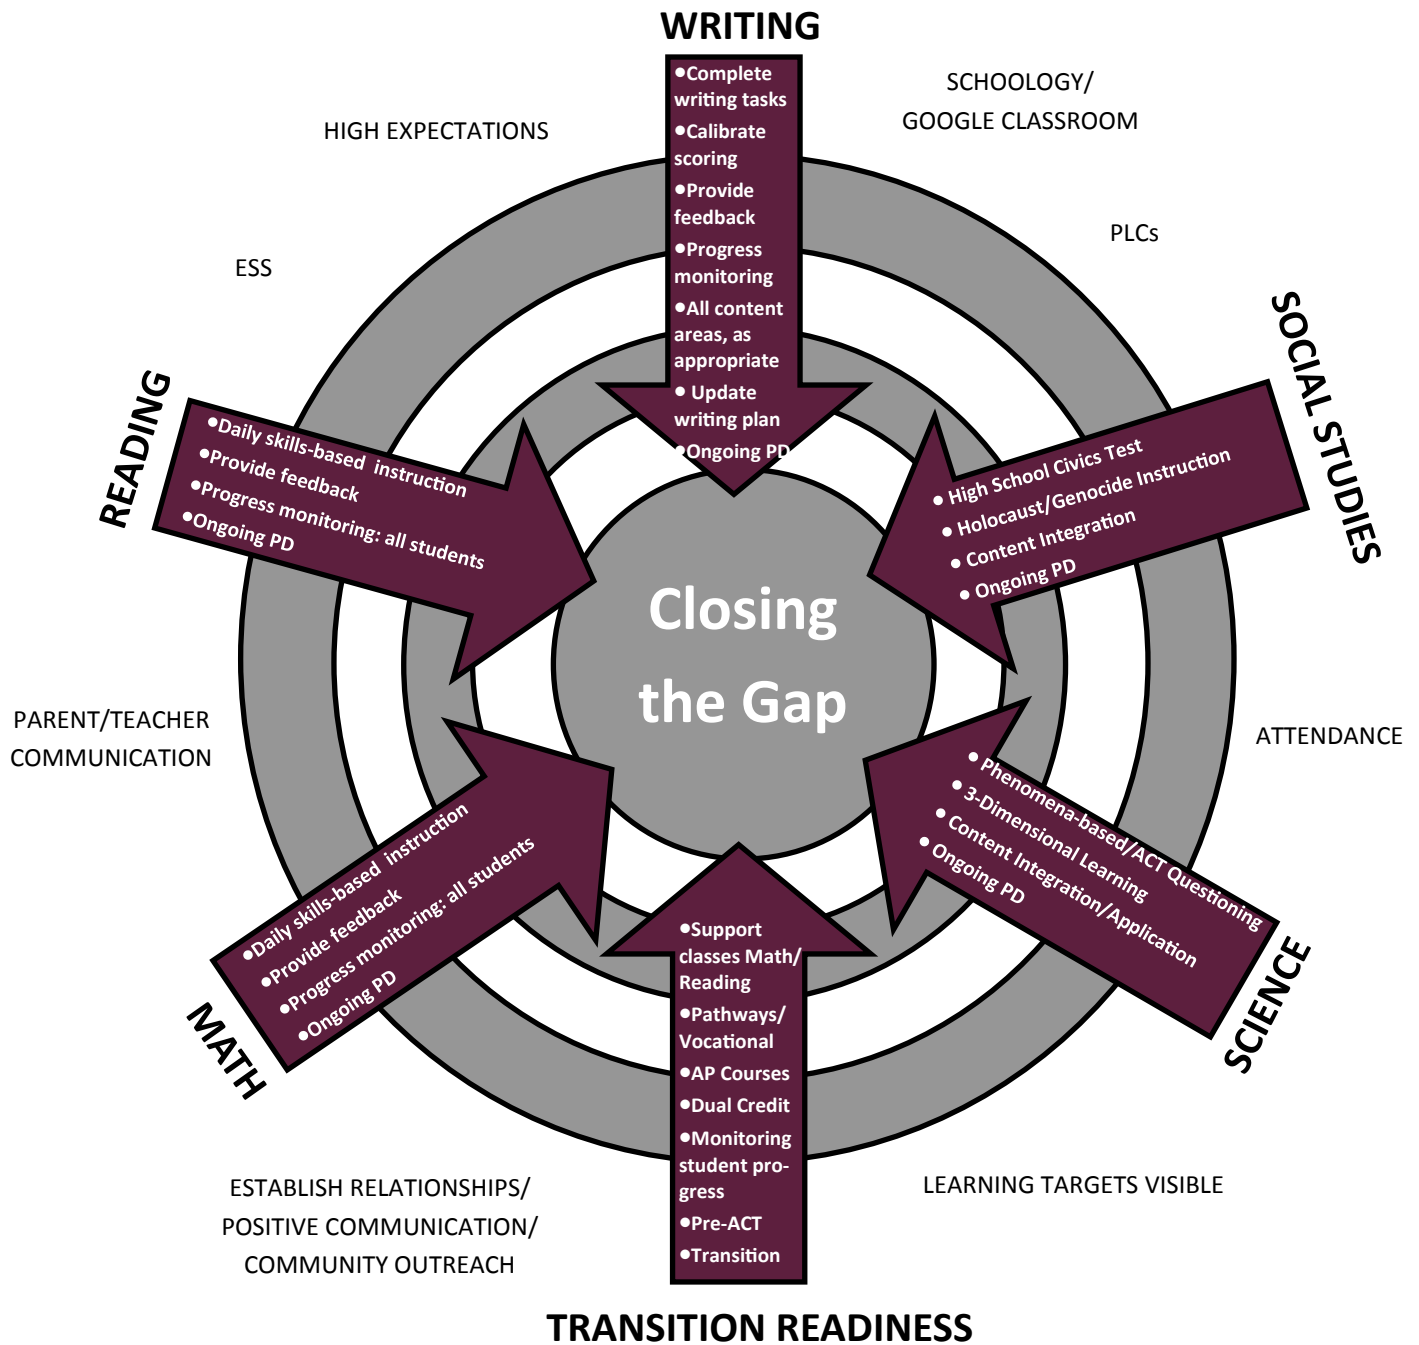 WRITING
•Complete
writing tasks
•Calibrate
scoring
•Provide
feedback
•Progress
monitoring
•All content
areas, as
appropriate
• Update
writing plan
•Ongoing PD
HIGH EXPECTATIONS
SCHOOLOGY/
GOOGLE CLASSROOM
ESS
PLCs
READING
•Daily skills-based instruction
•Provide feedback
•Progress monitoring: all students
•Ongoing PD
SOCIAL STUDIES
• High School Civics Test
• Holocaust/Genocide Instruction
• Content Integration
• Ongoing PD
Closing
the Gap
PARENT/TEACHER
COMMUNICATION
ATTENDANCE
MATH
•Daily skills-based instruction
•Provide feedback
•Progress monitoring: all students
•Ongoing PD
SCIENCE
• Phenomena-based/ACT Questioning
• 3-Dimensional Learning
• Content Integration/Application
• Ongoing PD
•Support
classes Math/
Reading
•Pathways/
Vocational
•AP Courses
•Dual Credit
•Monitoring
student pro-
gress
•Pre-ACT
•Transition
ESTABLISH RELATIONSHIPS/
POSITIVE COMMUNICATION/
COMMUNITY OUTREACH
LEARNING TARGETS VISIBLE
TRANSITION READINESS